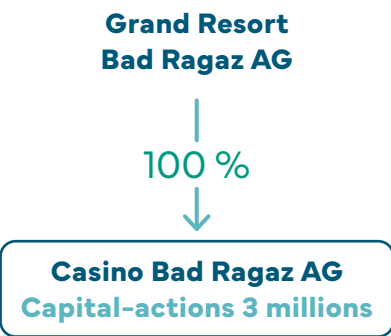 Grand Resort
Bad Ragaz AG
100 %
Casino Bad Ragaz AG
Capital-actions 3 millions